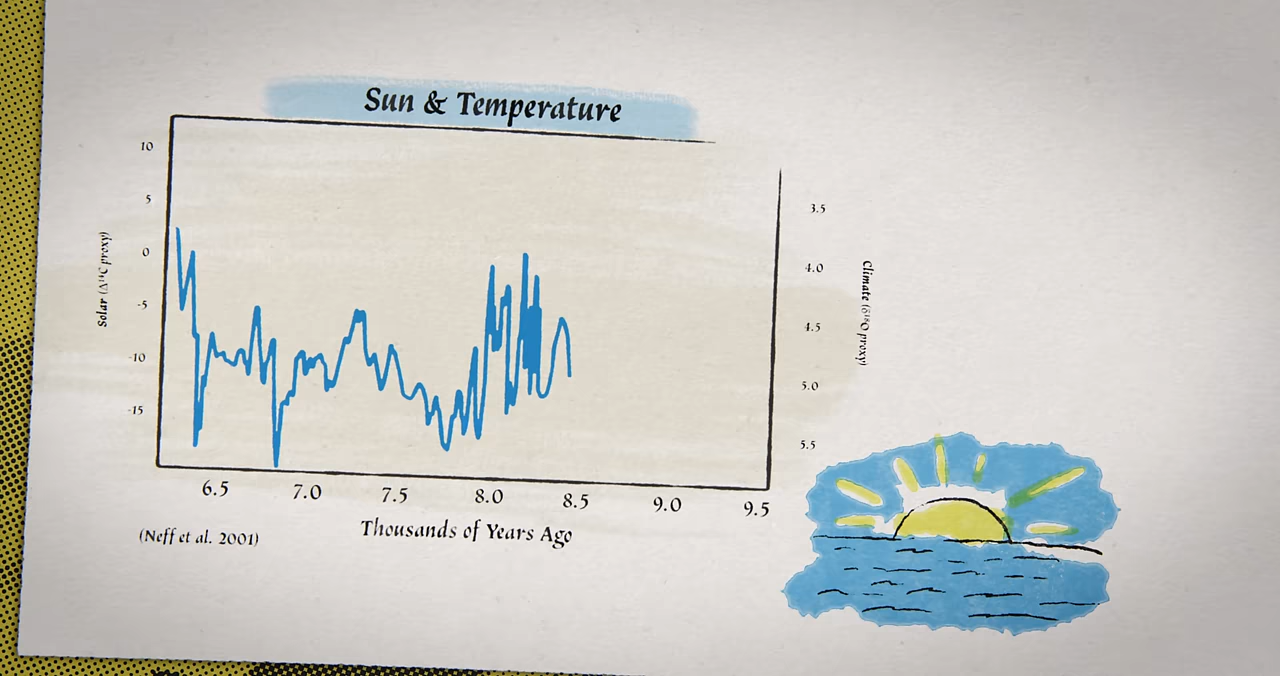 Sun & Temperature
10
5
0
-5
-10
-15
Solar (Δ¹⁴C proxy)
3.5
4.0
4.5
5.0
5.5
Climate (δ¹⁸O proxy)
6.5 7.0 7.5 8.0 8.5 9.0 9.5
Thousands of Years Ago
(Neff et al. 2001)